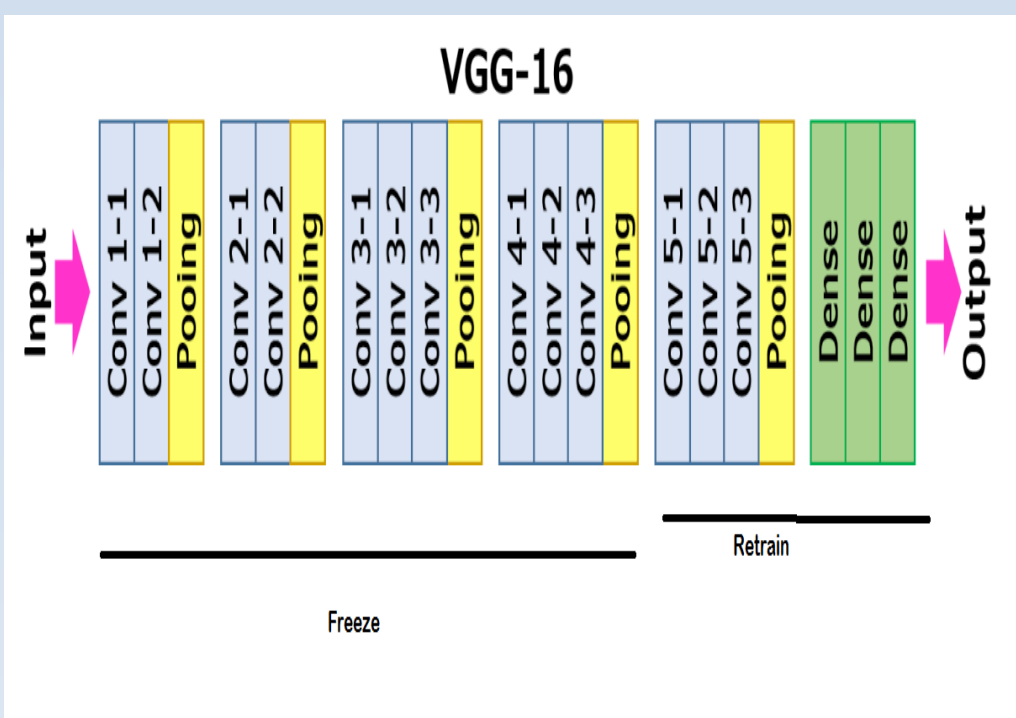 VGG-16
Input
Conv 1-1
Conv 1-2
Pooing
Conv 2-1
Conv 2-2
Pooing
Conv 3-1
Conv 3-2
Conv 3-3
Pooing
Conv 4-1
Conv 4-2
Conv 4-3
Pooing
Conv 5-1
Conv 5-2
Conv 5-3
Pooing
Dense
Dense
Dense
Output
Retrain
Freeze